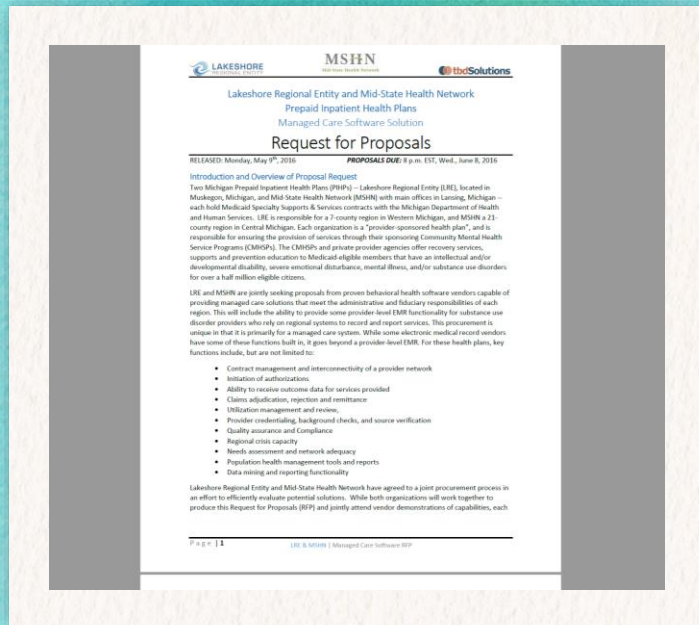 LAKESHORE
REGIONAL ENTITY
MSHN
Mid-State Health Network
tbdSolutions
Lakeshore Regional Entity and Mid-State Health Network
Prepaid Inpatient Health Plans
Managed Care Software Solution
Request for Proposals
RELEASED: Monday, May 9th, 2016 PROPOSALS DUE: 8 p.m. EST, Wed., June 8, 2016
Introduction and Overview of Proposal Request
Two Michigan Prepaid Inpatient Health Plans (PIHPs) – Lakeshore Regional Entity (LRE), located in
Muskegon, Michigan, and Mid-State Health Network (MSHN) with main offices in Lansing, Michigan –
each hold Medicaid Specialty Supports & Services contracts with the Michigan Department of Health
and Human Services. LRE is responsible for a 7-county region in Western Michigan, and MSHN a 21-
county region in Central Michigan. Each organization is a "provider-sponsored health plan", and is
responsible for ensuring the provision of services through their sponsoring Community Mental Health
Service Programs (CMHSPs). The CMHSPs and private provider agencies offer recovery services,
supports and prevention education to Medicaid-eligible members that have an intellectual and/or
developmental disability, severe emotional disturbance, mental illness, and/or substance use disorders
for over a half million eligible citizens.
LRE and MSHN are jointly seeking proposals from proven behavioral health software vendors capable of
providing managed care solutions that meet the administrative and fiduciary responsibilities of each
region. This will include the ability to provide some provider-level EMR functionality for substance use
disorder providers who rely on regional systems to record and report services. This procurement is
unique in that it is primarily for a managed care system. While some electronic medical record vendors
have some of these functions built in, it goes beyond a provider-level EMR. For these health plans, key
functions include, but are not limited to:
• Contract management and interconnectivity of a provider network
• Initiation of authorizations
• Ability to receive outcome data for services provided
• Claims adjudication, rejection and remittance
• Utilization management and review,
• Provider credentialing, background checks, and source verification
• Quality assurance and Compliance
• Regional crisis capacity
• Needs assessment and network adequacy
• Population health management tools and reports
• Data mining and reporting functionality
Lakeshore Regional Entity and Mid-State Health Network have agreed to a joint procurement process in
an effort to efficiently evaluate potential solutions. While both organizations will work together to
produce this Request for Proposals (RFP) and jointly attend vendor demonstrations of capabilities, each
Page | 1 LRE & MSHN | Managed Care Software RFP